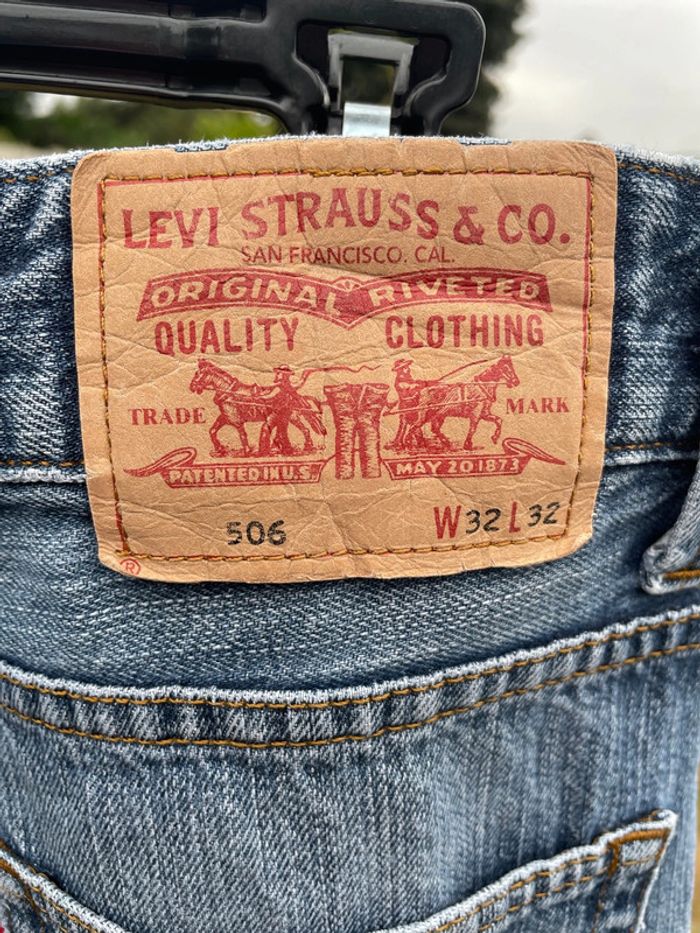 LEVI STRAUSS & CO.
SAN FRANCISCO. CAL.
ORIGINAL RIVETED
QUALITY CLOTHING
TRADE MARK
PATENTED IN U.S. MAY 20 1873
506 W32 L32
®